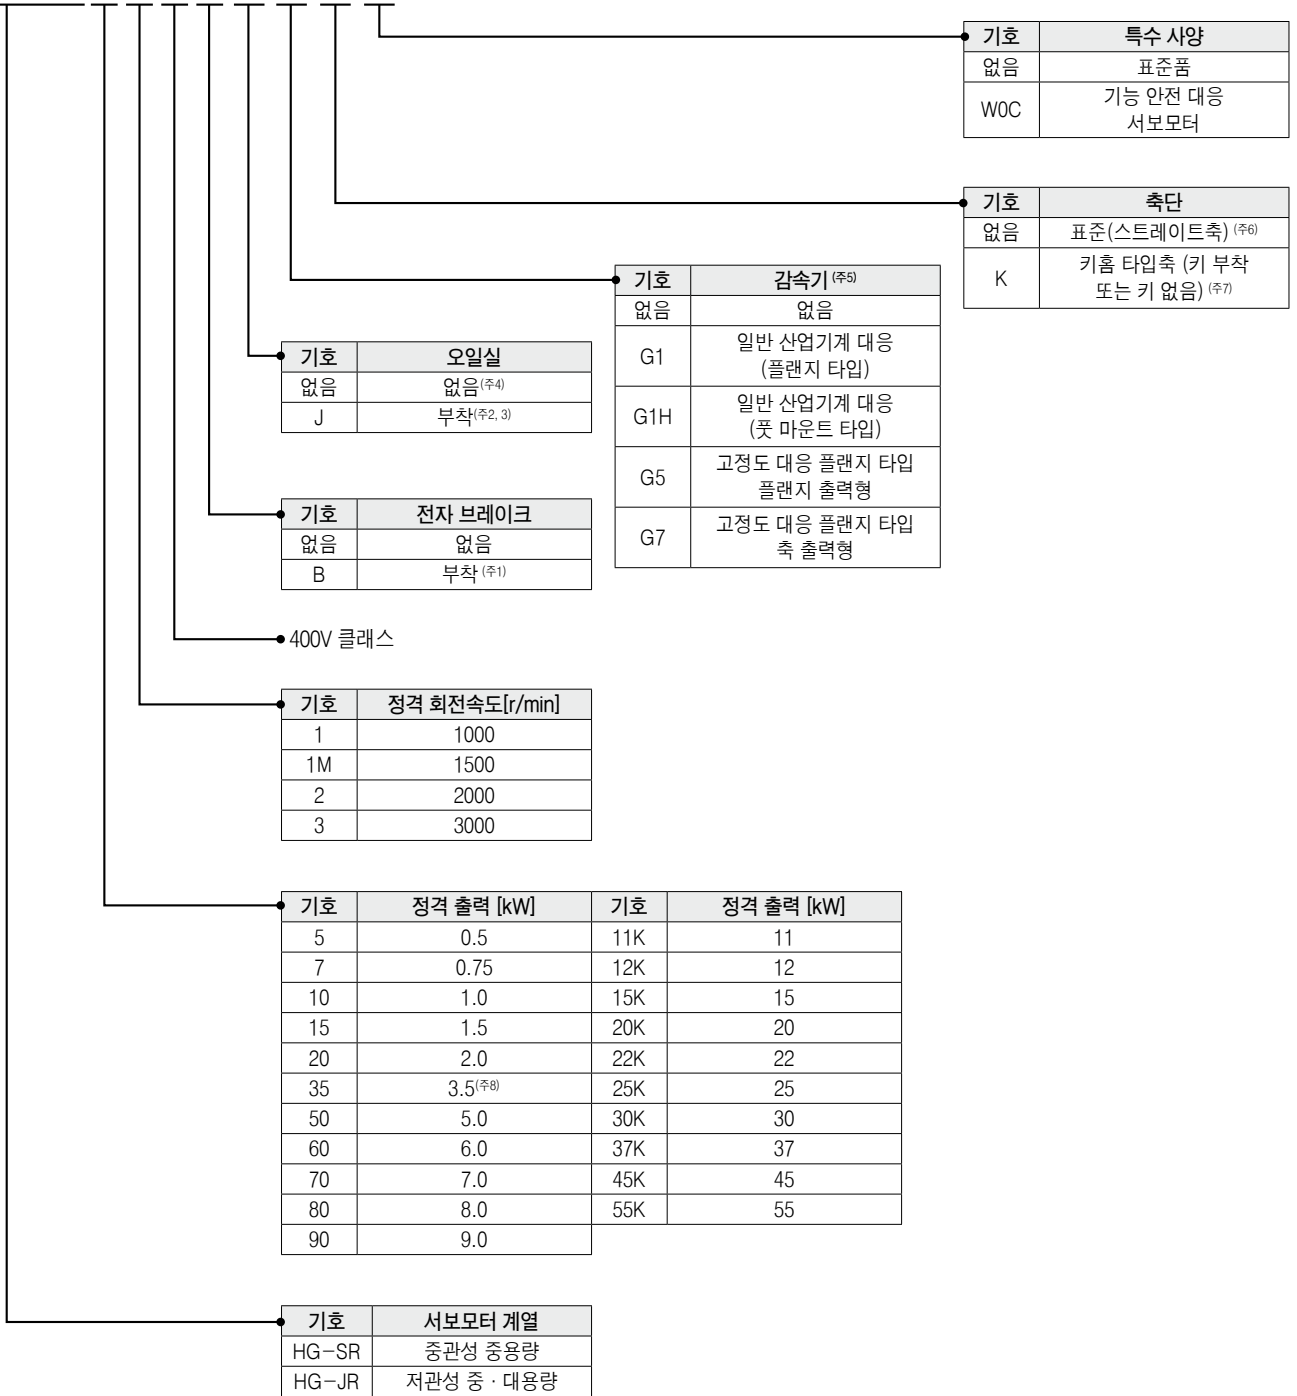 기호 특수 사양
없음 표준품
W0C 기능 안전 대응
서보모터
기호 축단
없음 표준(스트레이트축) (주6)
K 키홈 타입축 (키 부착
또는 키 없음) (주7)
기호 감속기 (주5)
없음 없음
G1 일반 산업기계 대응
(플랜지 타입)
G1H 일반 산업기계 대응
(풋 마운트 타입)
G5 고정도 대응 플랜지 타입
플랜지 출력형
G7 고정도 대응 플랜지 타입
축 출력형
기호 오일실
없음 없음(주4)
J 부착(주2, 3)
기호 전자 브레이크
없음 없음
B 부착 (주1)
400V 클래스
기호 정격 회전속도[r/min]
1 1000
1M 1500
2 2000
3 3000
기호 정격 출력 [kW] 기호 정격 출력 [kW]
5 0.5 11K 11
7 0.75 12K 12
10 1.0 15K 15
15 1.5 20K 20
20 2.0 22K 22
35 3.5(주8) 25K 25
50 5.0 30K 30
60 6.0 37K 37
70 7.0 45K 45
80 8.0 55K 55
90 9.0
기호 서보모터 계열
HG-SR 중관성 중용량
HG-JR 저관성 중 · 대용량